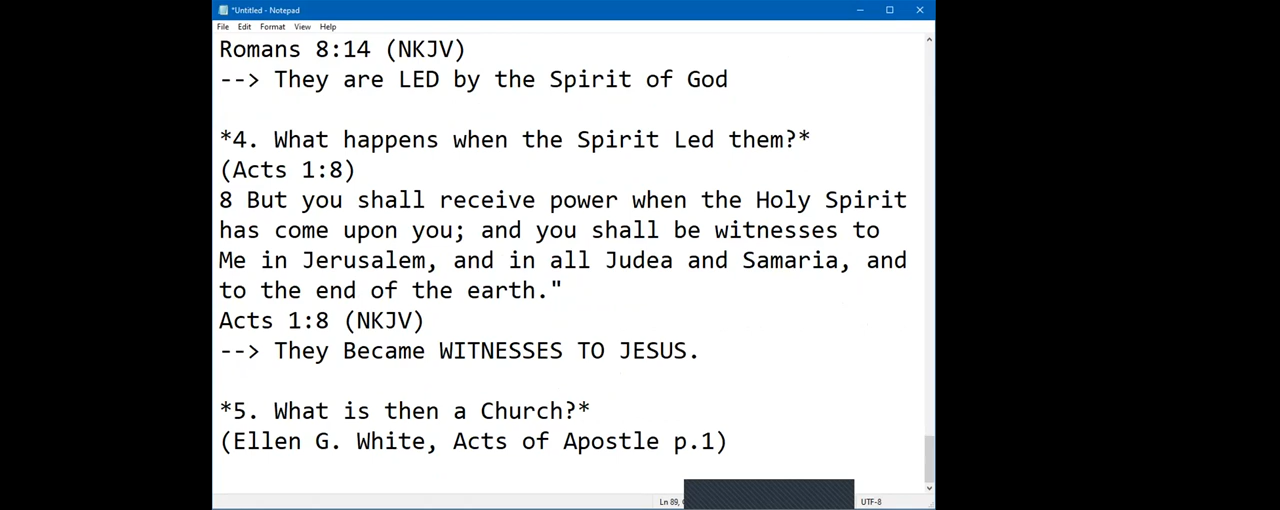 *Untitled - Notepad
File Edit Format View Help
Romans 8:14 (NKJV)
--> They are LED by the Spirit of God
*4. What happens when the Spirit Led them?*
(Acts 1:8)
8 But you shall receive power when the Holy Spirit
has come upon you; and you shall be witnesses to
Me in Jerusalem, and in all Judea and Samaria, and
to the end of the earth."
Acts 1:8 (NKJV)
--> They Became WITNESSES TO JESUS.
*5. What is then a Church?*
(Ellen G. White, Acts of Apostle p.1)
Ln 89, UTF-8